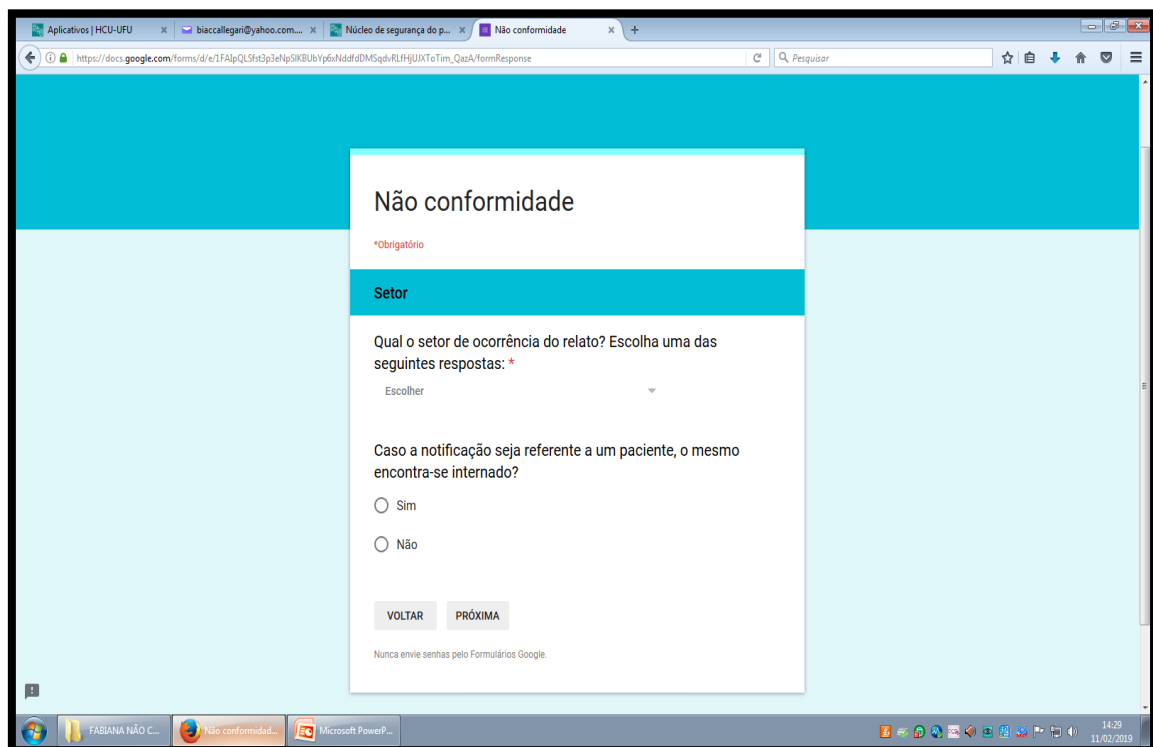 Aplicativos | HCU-UFU
biaccallegari@yahoo.com....
Núcleo de segurança do p...
Não conformidade
https://docs.google.com/forms/d/e/1FAIpQLSfst3p3eNpSlKBUbYp6xNddfdDMSqdvRLfHjUJXToTim_QazA/formResponse
Pesquisar
Não conformidade
*Obrigatório
Setor
Qual o setor de ocorrência do relato? Escolha uma das
seguintes respostas: *
Escolher
Caso a notificação seja referente a um paciente, o mesmo
encontra-se internado?
Sim
Não
VOLTAR PRÓXIMA
Nunca envie senhas pelo Formulários Google.
FABIANA NÃO C...
Não conformidad...
Microsoft PowerP...
14:29
11/02/2019